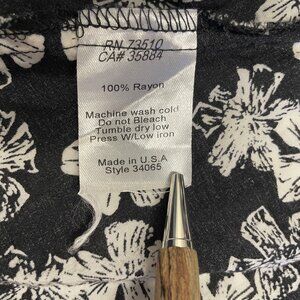 RN 73510
CA# 35884
100% Rayon
Machine wash cold
Do not Bleach
Tumble dry low
Press W/Low iron
Made in U.S.A
Style 34065